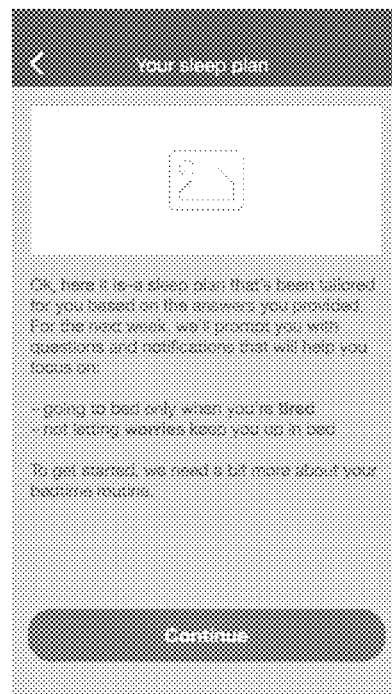 Your sleep plan
Ok, here it is–a sleep plan that's been tailored
for you based on the answers you provided.
For the next week, we'll prompt you with
questions and notifications that will help you
focus on:
– going to bed only when you're tired
– not letting worries keep you up in bed
To get started, we need a bit more about your
bedtime routine.
Continue